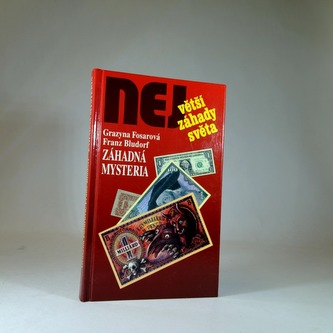 NEJ
větší
záhady
světa
Grazyna Fosarová
Franz Bludorf
ZÁHADNÁ
MYSTERIA